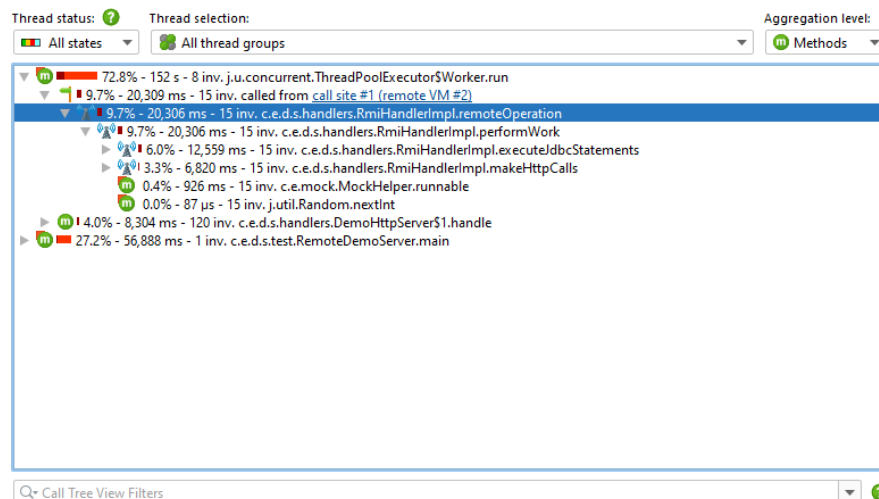 Thread status: Thread selection: Aggregation level:
All states All thread groups Methods
72.8% - 152 s - 8 inv. j.u.concurrent.ThreadPoolExecutor$Worker.run
9.7% - 20,309 ms - 15 inv. called from call site #1 (remote VM #2)
9.7% - 20,306 ms - 15 inv. c.e.d.s.handlers.RmiHandlerImpl.remoteOperation
9.7% - 20,306 ms - 15 inv. c.e.d.s.handlers.RmiHandlerImpl.performWork
6.0% - 12,559 ms - 15 inv. c.e.d.s.handlers.RmiHandlerImpl.executeJdbcStatements
3.3% - 6,820 ms - 15 inv. c.e.d.s.handlers.RmiHandlerImpl.makeHttpCalls
0.4% - 926 ms - 15 inv. c.e.mock.MockHelper.runnable
0.0% - 87 µs - 15 inv. j.util.Random.nextInt
4.0% - 8,304 ms - 120 inv. c.e.d.s.handlers.DemoHttpServer$1.handle
27.2% - 56,888 ms - 1 inv. c.e.d.s.test.RemoteDemoServer.main
Call Tree View Filters